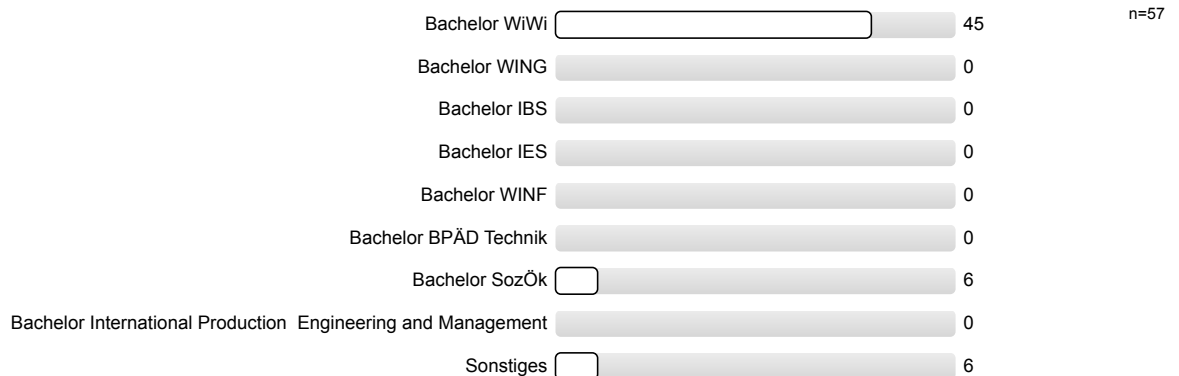 Bachelor WiWi 45 n=57
Bachelor WING 0
Bachelor IBS 0
Bachelor IES 0
Bachelor WINF 0
Bachelor BPÄD Technik 0
Bachelor SozÖk 6
Bachelor International Production  Engineering and Management 0
Sonstiges 6